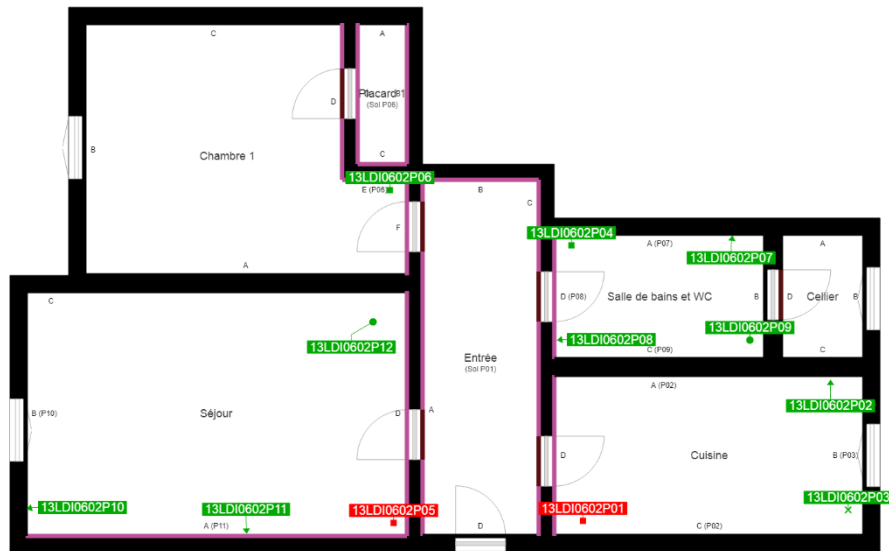 C
A
Placard 1
(Sol P06)
D
B
Chambre 1
C
13LDI0602P06
E (P06)
B
C
F
13LDI0602P04
A (P07)
A
13LDI0602P07
A
C
D (P08)
Salle de bains et WC
B
D
Cellier
B
13LDI0602P09
13LDI0602P12
13LDI0602P08
C (P09)
C
Entrée
(Sol P01)
A (P02)
13LDI0602P02
B (P10)
Séjour
D
A
D
Cuisine
B (P03)
13LDI0602P03
13LDI0602P10
13LDI0602P11
13LDI0602P05
13LDI0602P01
A (P11)
D
C (P02)